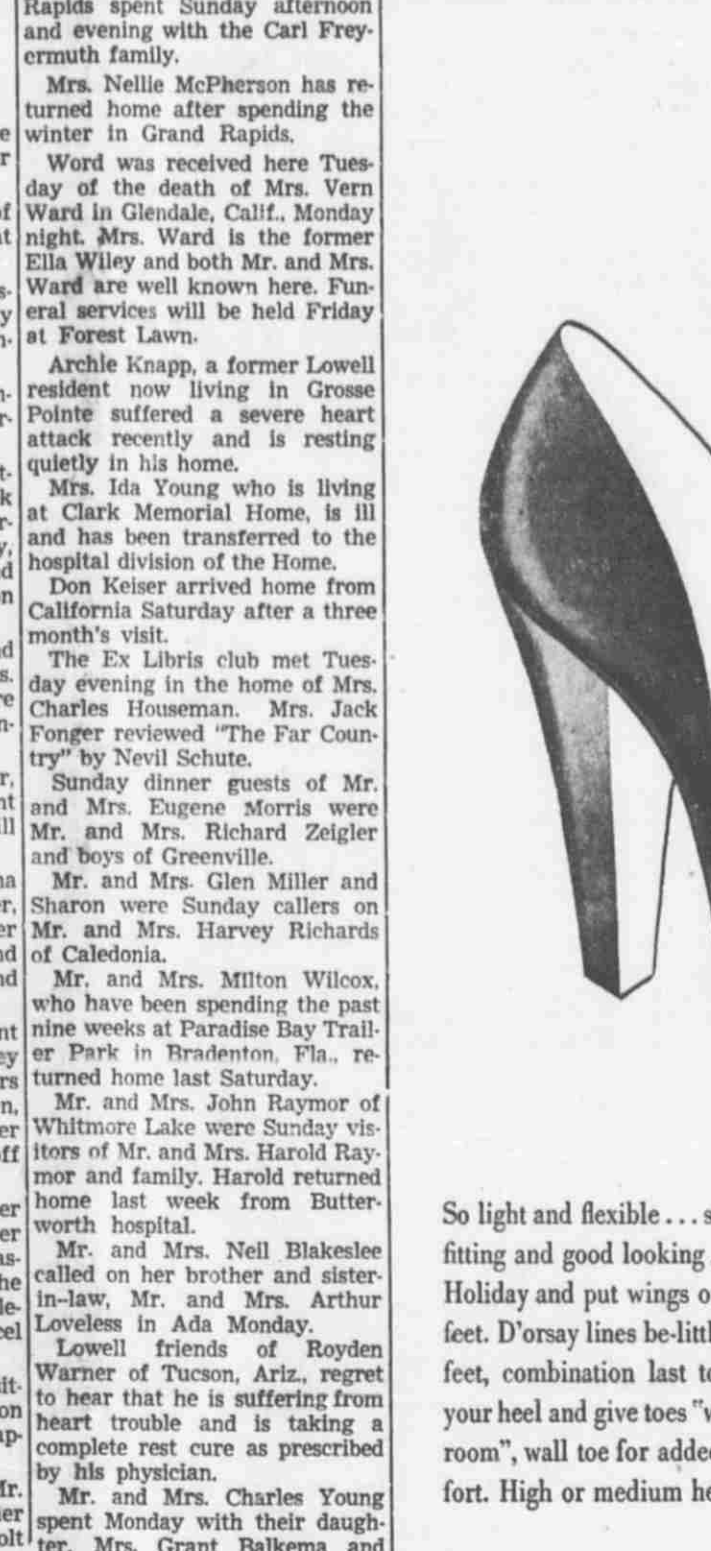 Rapids spent Sunday afternoon
and evening with the Carl Frey-
ermuth family.
Mrs. Nellie McPherson has re-
turned home after spending the
winter in Grand Rapids.
Word was received here Tues-
day of the death of Mrs. Vern
Ward in Glendale, Calif., Monday
night. Mrs. Ward is the former
Ella Wiley and both Mr. and Mrs.
Ward are well known here. Fun-
eral services will be held Friday
at Forest Lawn.
Archie Knapp, a former Lowell
resident now living in Grosse
Pointe suffered a severe heart
attack recently and is resting
quietly in his home.
Mrs. Ida Young who is living
at Clark Memorial Home, is ill
and has been transferred to the
hospital division of the Home.
Don Keiser arrived home from
California Saturday after a three
month's visit.
The Ex Libris club met Tues-
day evening in the home of Mrs.
Charles Houseman. Mrs. Jack
Fonger reviewed "The Far Coun-
try" by Nevil Schute.
Sunday dinner guests of Mr.
and Mrs. Eugene Morris were
Mr. and Mrs. Richard Zeigler
and boys of Greenville.
Mr. and Mrs. Glen Miller and
Sharon were Sunday callers on
Mr. and Mrs. Harvey Richards
of Caledonia.
Mr. and Mrs. Milton Wilcox,
who have been spending the past
nine weeks at Paradise Bay Trail-
er Park in Bradenton, Fla., re-
turned home last Saturday.
Mr. and Mrs. John Raymor of
Whitmore Lake were Sunday vis-
itors of Mr. and Mrs. Harold Ray-
mor and family. Harold returned
home last week from Butter-
worth hospital.
Mr. and Mrs. Neil Blakeslee
called on her brother and sister-
in-law, Mr. and Mrs. Arthur
Loveless in Ada Monday.
Lowell friends of Royden
Warner of Tucson, Ariz., regret
to hear that he is suffering from
heart trouble and is taking a
complete rest cure as prescribed
by his physician.
Mr. and Mrs. Charles Young
spent Monday with their daugh-
ter, Mrs. Grant Balkema and
So light and flexible . . . s
fitting and good looking
Holiday and put wings o
feet. D'orsay lines be-littl
feet, combination last to
your heel and give toes "w
room", wall toe for adde
fort. High or medium he